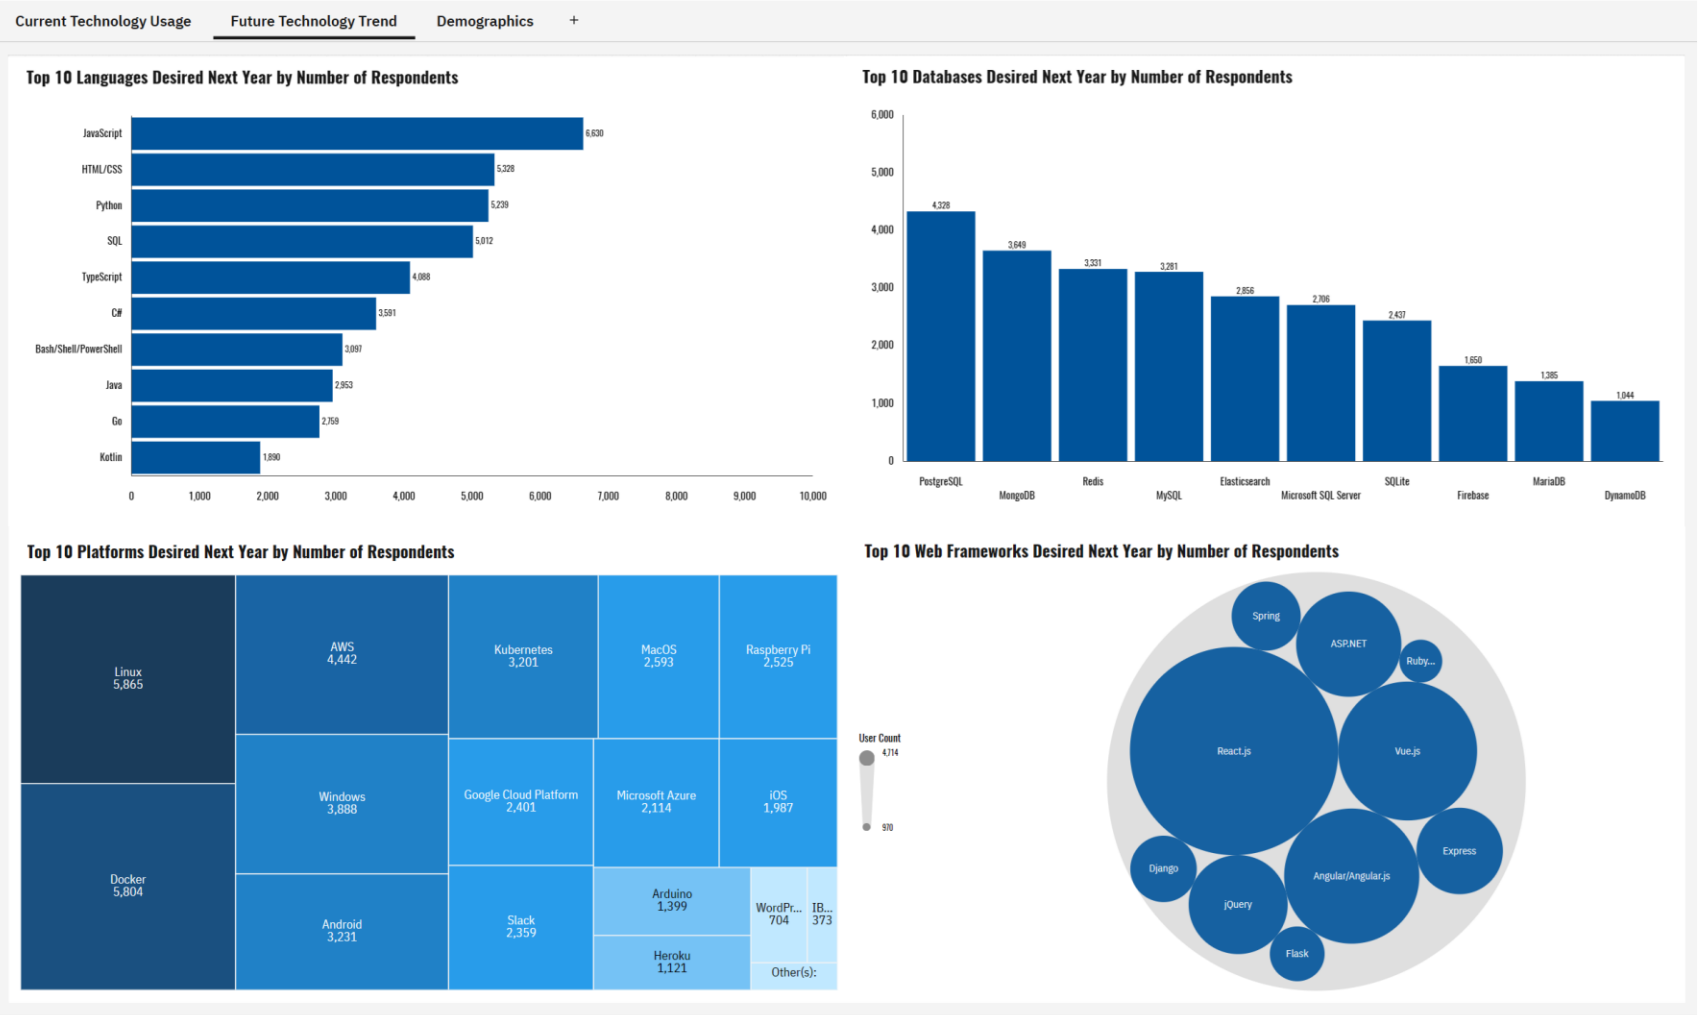 Current Technology Usage
Future Technology Trend
Demographics
+
Top 10 Languages Desired Next Year by Number of Respondents
JavaScript 6,630
HTML/CSS 5,328
Python 5,239
SQL 5,012
TypeScript 4,088
C# 3,591
Bash/Shell/PowerShell 3,097
Java 2,953
Go 2,759
Kotlin 1,890
0 1,000 2,000 3,000 4,000 5,000 6,000 7,000 8,000 9,000 10,000
Top 10 Databases Desired Next Year by Number of Respondents
6,000
5,000
4,000
3,000
2,000
1,000
0
4,328
3,649
3,331
3,281
2,856
2,706
2,437
1,650
1,385
1,044
PostgreSQL
MongoDB
Redis
MySQL
Elasticsearch
Microsoft SQL Server
SQLite
Firebase
MariaDB
DynamoDB
Top 10 Platforms Desired Next Year by Number of Respondents
Linux
5,865
Docker
5,804
AWS
4,442
Windows
3,888
Android
3,231
Kubernetes
3,201
MacOS
2,593
Raspberry Pi
2,525
Google Cloud Platform
2,401
Microsoft Azure
2,114
iOS
1,987
Slack
2,359
Arduino
1,399
Heroku
1,121
WordPr...
704
IB...
373
Other(s):
Top 10 Web Frameworks Desired Next Year by Number of Respondents
User Count
4,714
970
Spring
ASP.NET
Ruby...
React.js
Vue.js
Express
Angular/Angular.js
Django
jQuery
Flask